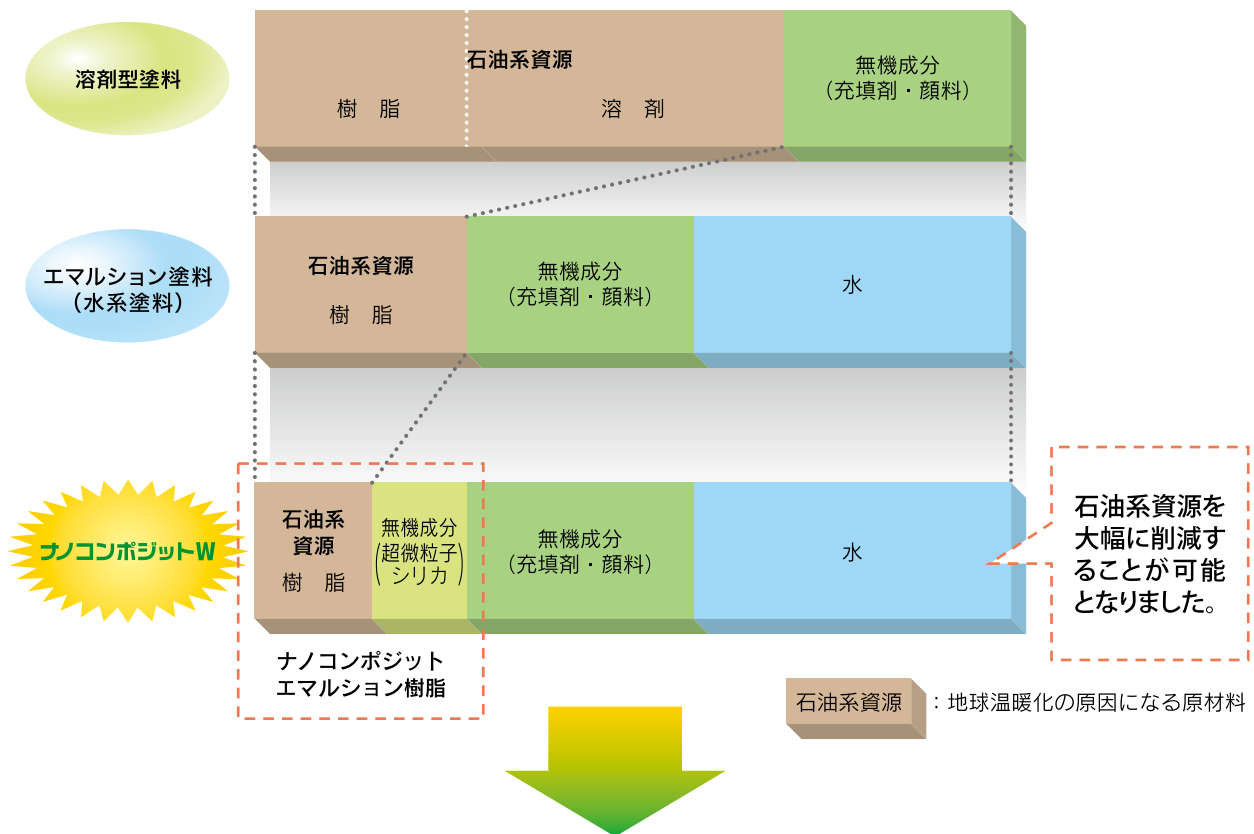 溶剤型塗料
石油系資源
樹 脂
溶 剤
無機成分
(充填剤・顔料)
エマルション塗料
(水系塗料)
石油系資源
樹 脂
無機成分
(充填剤・顔料)
水
ナノコンポジットW
石油系
資源
樹 脂
無機成分
(超微粒子
シリカ)
無機成分
(充填剤・顔料)
水
石油系資源を
大幅に削減す
ることが可能
となりました。
ナノコンポジット
エマルション樹脂
石油系資源:地球温暖化の原因になる原材料